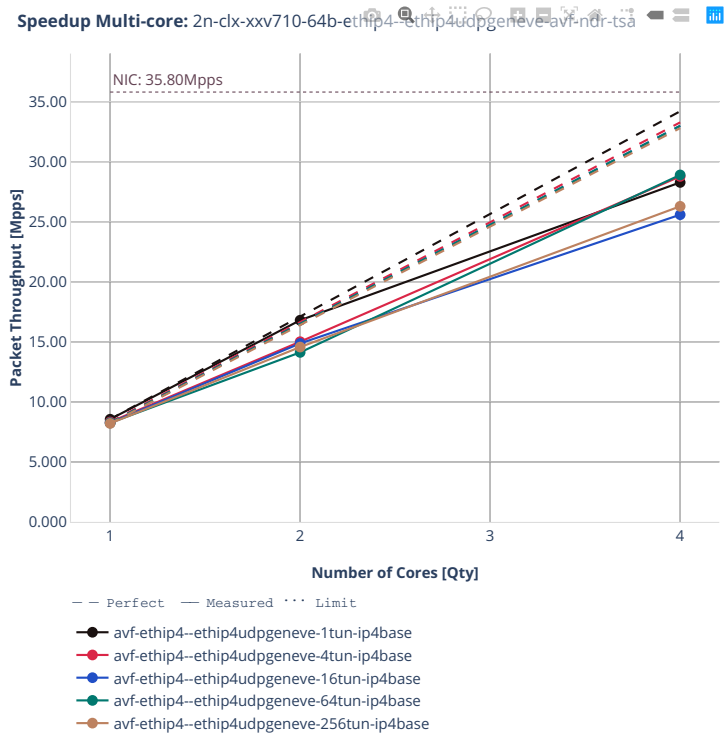 Speedup Multi-core: 2n-clx-xxv710-64b-ethip4--ethip4udpgeneve-avf-ndr-tsa
NIC: 35.80Mpps
35.00
30.00
25.00
20.00
15.00
10.00
5.000
0.000
Packet Throughput [Mpps]
1 2 3 4
Number of Cores [Qty]
Perfect Measured Limit
avf-ethip4--ethip4udpgeneve-1tun-ip4base
avf-ethip4--ethip4udpgeneve-4tun-ip4base
avf-ethip4--ethip4udpgeneve-16tun-ip4base
avf-ethip4--ethip4udpgeneve-64tun-ip4base
avf-ethip4--ethip4udpgeneve-256tun-ip4base